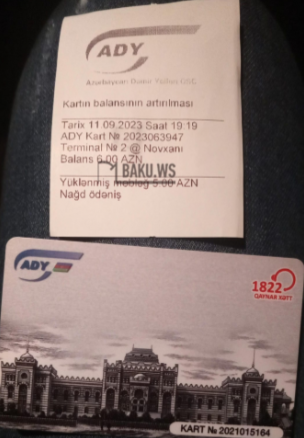 ADY
Azərbaycan Dəmir Yolları QSC
Kartın balansının artırılması
Tarix 11.09.2023 Saat 19:19
ADY Kart № 2023063947
Terminal № 2 @ Novxanı
Balans 6.00 AZN
BAKU.WS
Yüklənmiş məbləğ 5.00 AZN
Nağd ödəniş
ADY
1822
QAYNAR XƏTT
KART № 2021015164